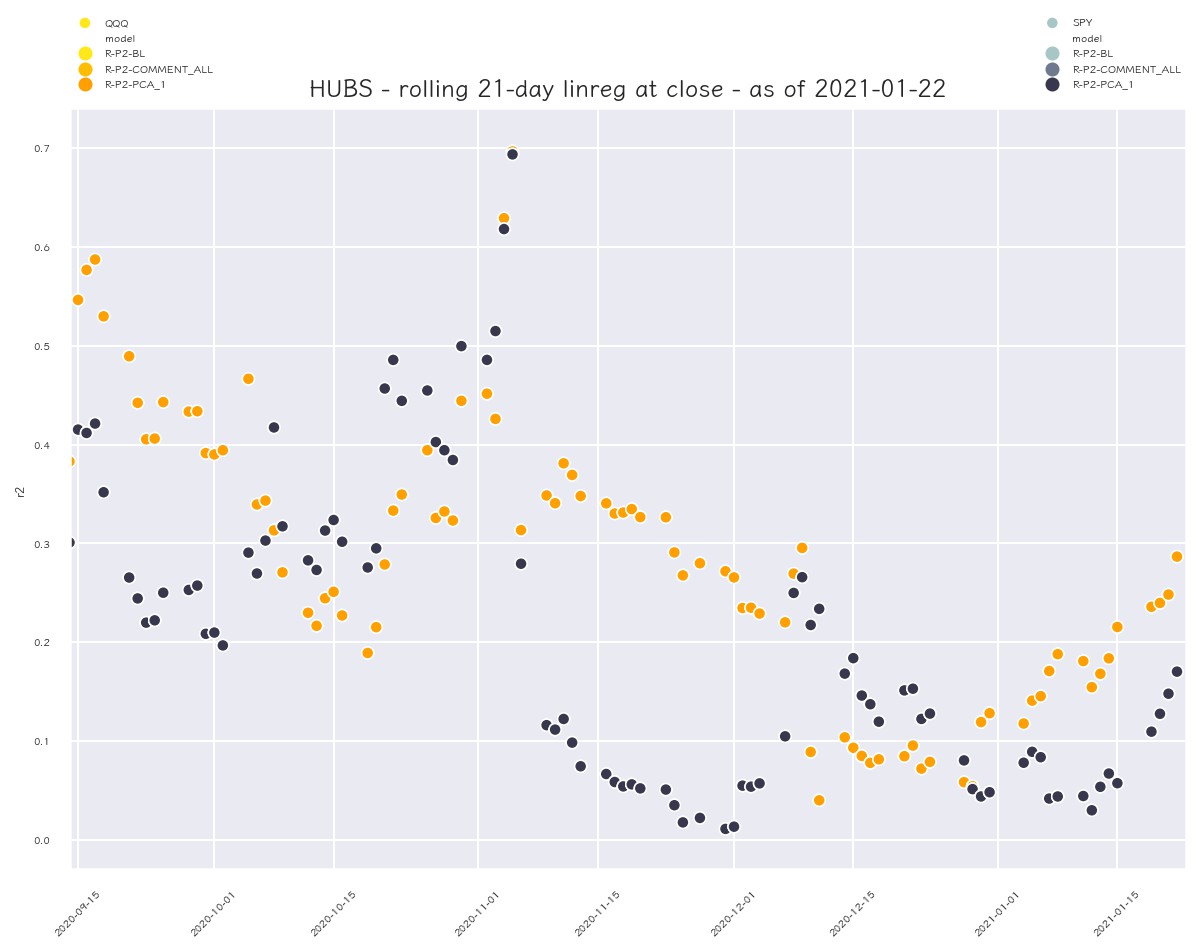 QQQ
model
R-P2-BL
R-P2-COMMENT_ALL
R-P2-PCA_1
SPY
model
R-P2-BL
R-P2-COMMENT_ALL
R-P2-PCA_1
HUBS - rolling 21-day linreg at close - as of 2021-01-22
r2
0.7
0.6
0.5
0.4
0.3
0.2
0.1
0.0
2020-09-15
2020-10-01
2020-10-15
2020-11-01
2020-11-15
2020-12-01
2020-12-15
2021-01-01
2021-01-15